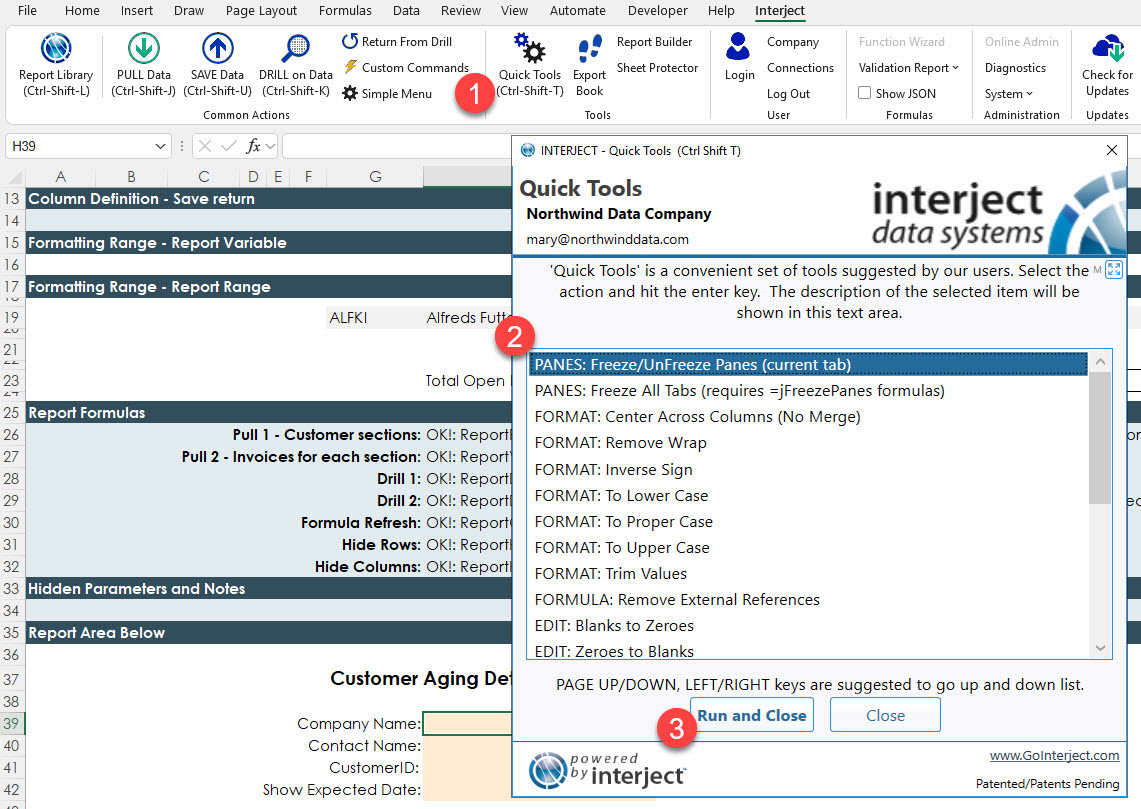 File Home Insert Draw Page Layout Formulas Data Review View Automate Developer Help Interject
Report Library
(Ctrl-Shift-L)
PULL Data
(Ctrl-Shift-J)
SAVE Data
(Ctrl-Shift-U)
DRILL on Data
(Ctrl-Shift-K)
Return From Drill
Custom Commands
Simple Menu
Common Actions
1
Quick Tools
(Ctrl-Shift-T)
Export
Book
Report Builder
Sheet Protector
Tools
Login
Company
Connections
Log Out
User
Function Wizard
Validation Report
Show JSON
Formulas
Online Admin
Diagnostics
System
Administration
Check for
Updates
Updates
H39
fx
A B C D E F G
13 Column Definition - Save return
14
15 Formatting Range - Report Variable
16
17 Formatting Range - Report Range
19 ALFKI Alfreds Futte
21
23 Total Open
25 Report Formulas
26 Pull 1 - Customer sections: OK!: Report
27 Pull 2 - Invoices for each section: OK!: Report
28 Drill 1: OK!: Report
29 Drill 2: OK!: Report
30 Formula Refresh: OK!: Report
31 Hide Rows: OK!: Report
32 Hide Columns: OK!: Report
33 Hidden Parameters and Notes
34
35 Report Area Below
36
37 Customer Aging Det
38
39 Company Name:
40 Contact Name:
41 CustomerID:
42 Show Expected Date:
INTERJECT - Quick Tools (Ctrl Shift T)
Quick Tools
Northwind Data Company
mary@northwinddata.com
interject
data systems
'Quick Tools' is a convenient set of tools suggested by our users. Select the M
action and hit the enter key. The description of the selected item will be
shown in this text area.
2
PANES: Freeze/UnFreeze Panes (current tab)
PANES: Freeze All Tabs (requires =jFreezePanes formulas)
FORMAT: Center Across Columns (No Merge)
FORMAT: Remove Wrap
FORMAT: Inverse Sign
FORMAT: To Lower Case
FORMAT: To Proper Case
FORMAT: To Upper Case
FORMAT: Trim Values
FORMULA: Remove External References
EDIT: Blanks to Zeroes
EDIT: Zeroes to Blanks
PAGE UP/DOWN, LEFT/RIGHT keys are suggested to go up and down list.
3
Run and Close
Close
powered
by interject™
www.GoInterject.com
Patented/Patents Pending